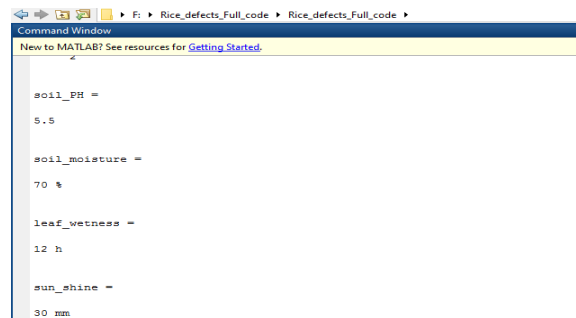 F: ▸ Rice_defects_Full_code ▸ Rice_defects_Full_code ▸
Command Window
New to MATLAB? See resources for Getting Started.
soil_PH =
5.5
soil_moisture =
70 %
leaf_wetness =
12 h
sun_shine =
30 mm